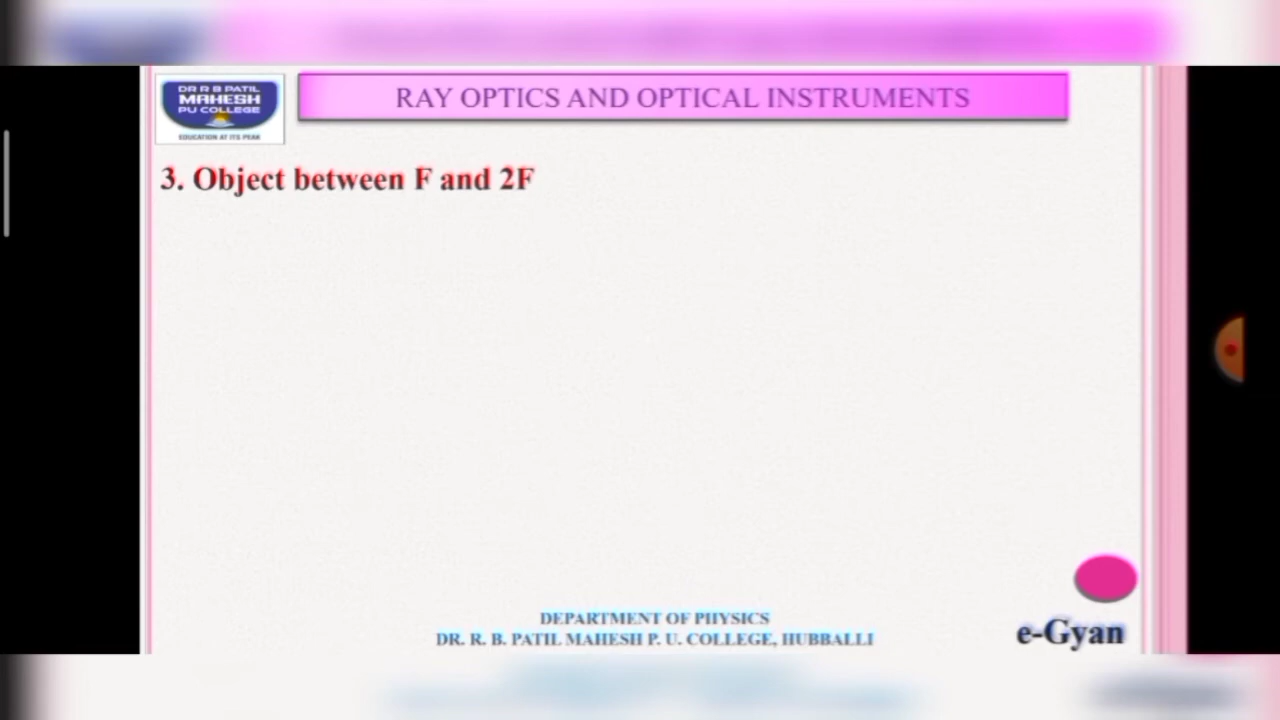 DR R B PATIL
MAHESH
PU COLLEGE
EDUCATION AT ITS PEAK
RAY OPTICS AND OPTICAL INSTRUMENTS
3. Object between F and 2F
DEPARTMENT OF PHYSICS
DR. R. B. PATIL MAHESH P. U. COLLEGE, HUBBALLI
e-Gyan